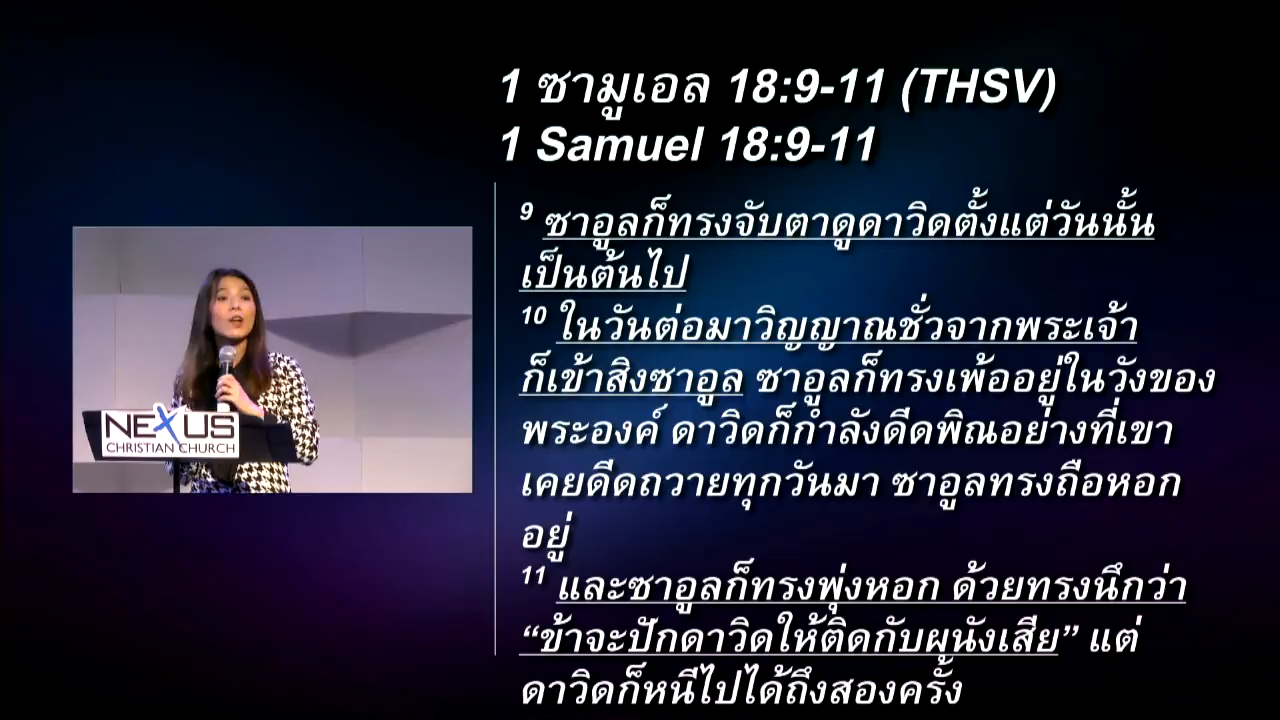 1 ซามูเอล 18:9-11 (THSV)
1 Samuel 18:9-11
9 ซาอูลก็ทรงจับตาดูดาวิดตั้งแต่วันนั้น
เป็นต้นไป
10 ในวันต่อมาวิญญาณชั่วจากพระเจ้า
ก็เข้าสิงซาอูล ซาอูลก็ทรงเพ้ออยู่ในวังของ
พระองค์ ดาวิดก็กำลังดีดพิณอย่างที่เขา
เคยดีดถวายทุกวันมา ซาอูลทรงถือหอก
อยู่
11 และซาอูลก็ทรงพุ่งหอก ด้วยทรงนึกว่า
“ข้าจะปักดาวิดให้ติดกับผนังเสีย” แต่
ดาวิดก็หนีไปได้ถึงสองครั้ง
NEXUS
CHRISTIAN CHURCH